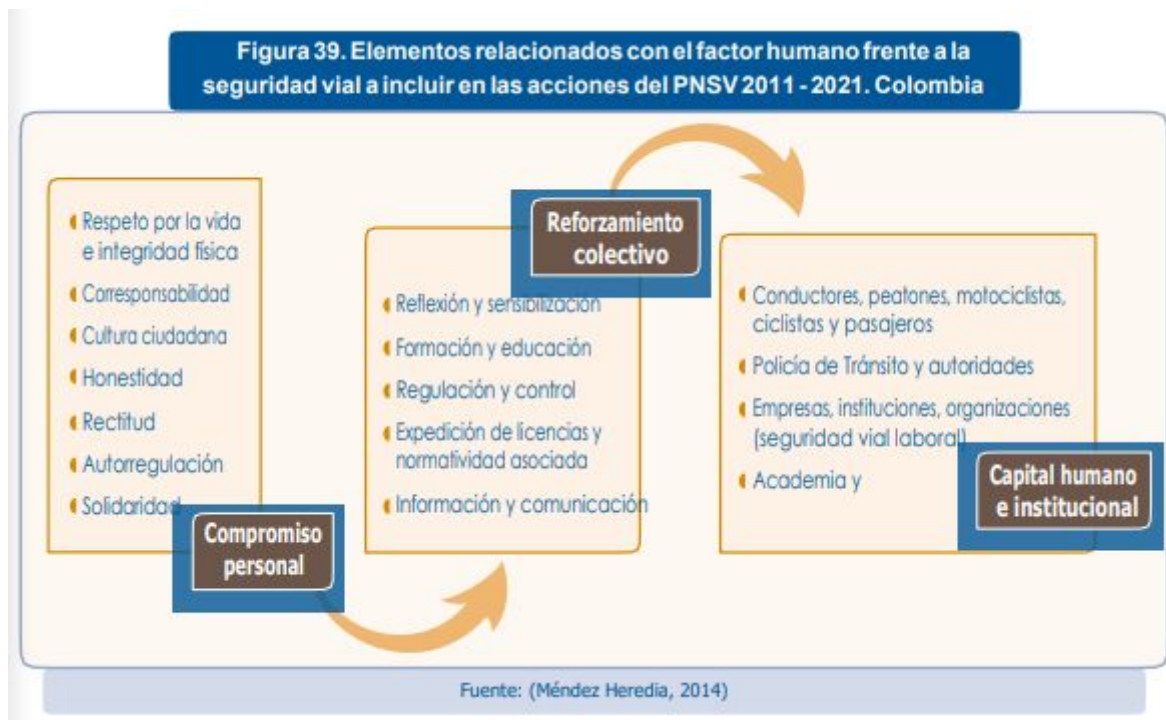 Figura 39. Elementos relacionados con el factor humano frente a la
seguridad vial a incluir en las acciones del PNSV 2011 - 2021. Colombia
Respeto por la vida
e integridad física
Corresponsabilidad
Cultura ciudadana
Honestidad
Rectitud
Autorregulación
Solidaridad
Compromiso
personal
Reforzamiento
colectivo
Reflexión y sensibilización
Formación y educación
Regulación y control
Expedición de licencias y
normatividad asociada
Información y comunicación
Conductores, peatones, motociclistas,
ciclistas y pasajeros
Policía de Tránsito y autoridades
Empresas, instituciones, organizaciones
(seguridad vial laboral)
Academia y
Capital humano
e institucional
Fuente: (Méndez Heredia, 2014)